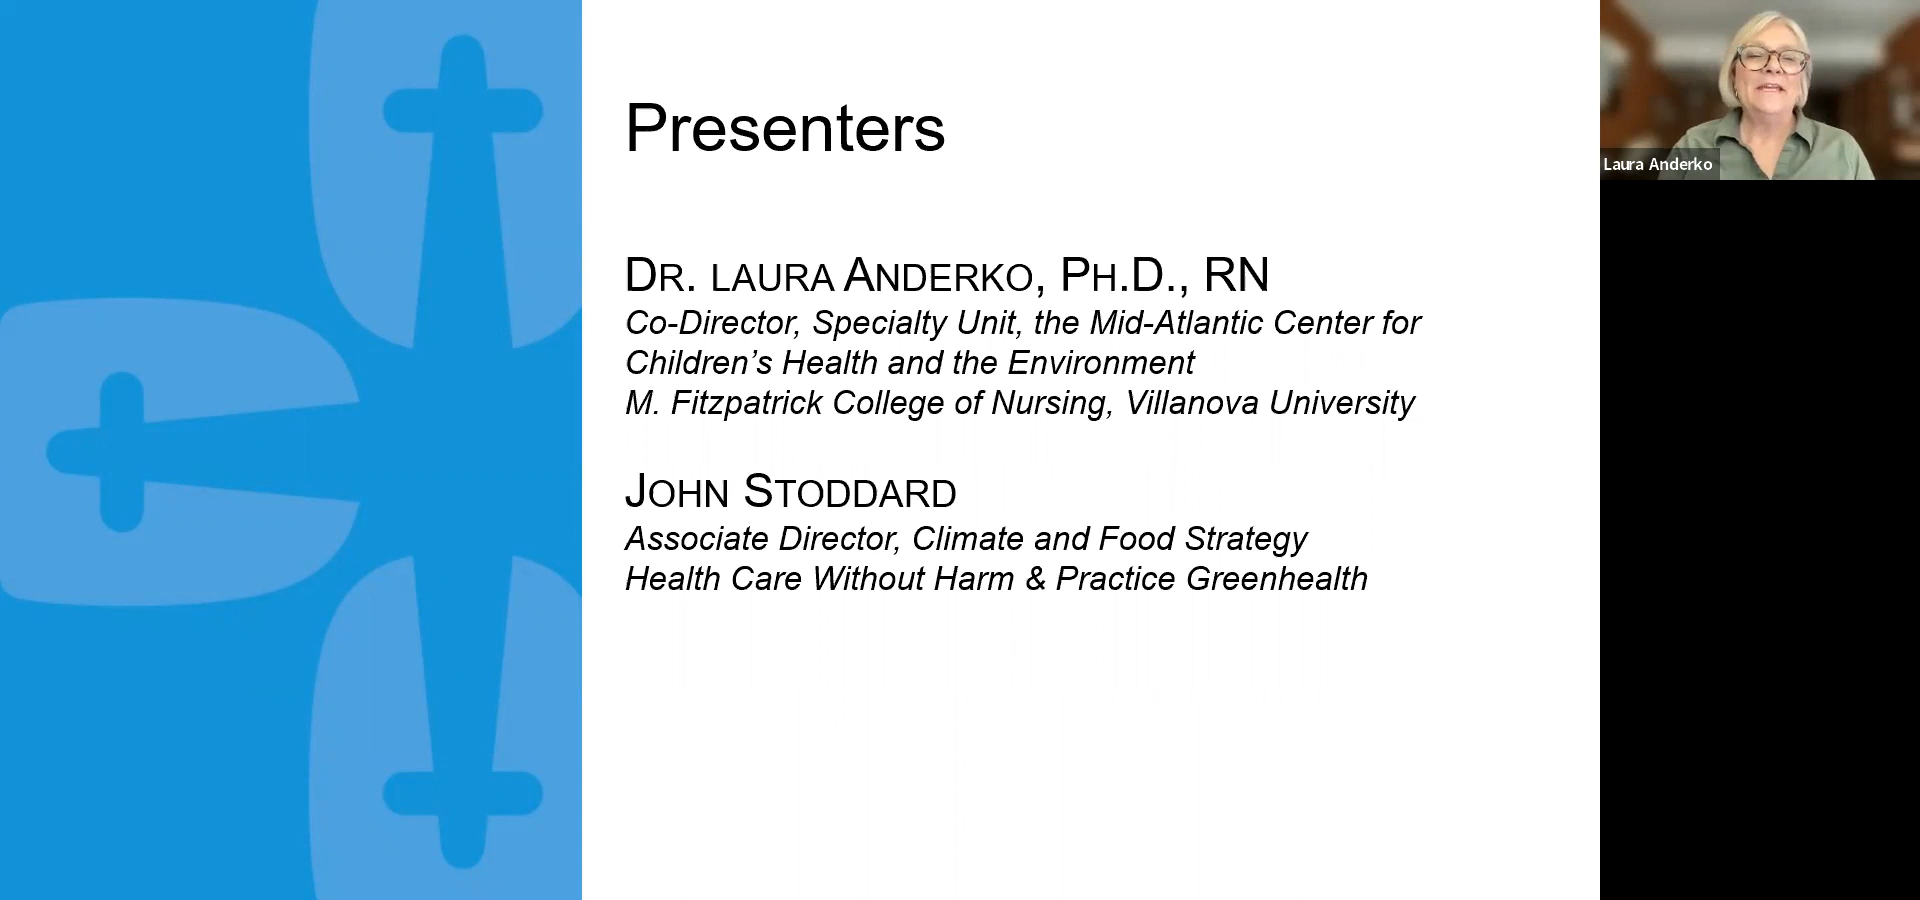 Presenters
DR. LAURA ANDERKO, PH.D., RN
Co-Director, Specialty Unit, the Mid-Atlantic Center for
Children’s Health and the Environment
M. Fitzpatrick College of Nursing, Villanova University
JOHN STODDARD
Associate Director, Climate and Food Strategy
Health Care Without Harm & Practice Greenhealth
Laura Anderko